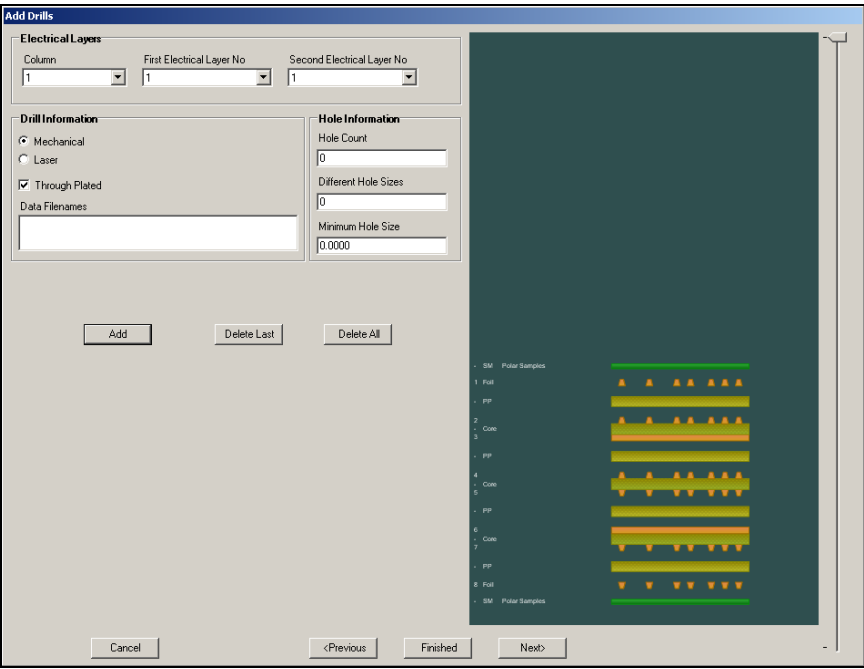 Add Drills
Electrical Layers
Column First Electrical Layer No Second Electrical Layer No
1 1 1
Drill Information
Mechanical
Laser
Through Plated
Data Filenames
Hole Information
Hole Count
0
Different Hole Sizes
0
Minimum Hole Size
0.0000
Add Delete Last Delete All
- SM Polar Samples
1 Foil
- PP
2
- Core
3
- PP
4
- Core
5
- PP
6
- Core
7
- PP
8 Foil
- SM Polar Samples
Cancel <Previous Finished Next>